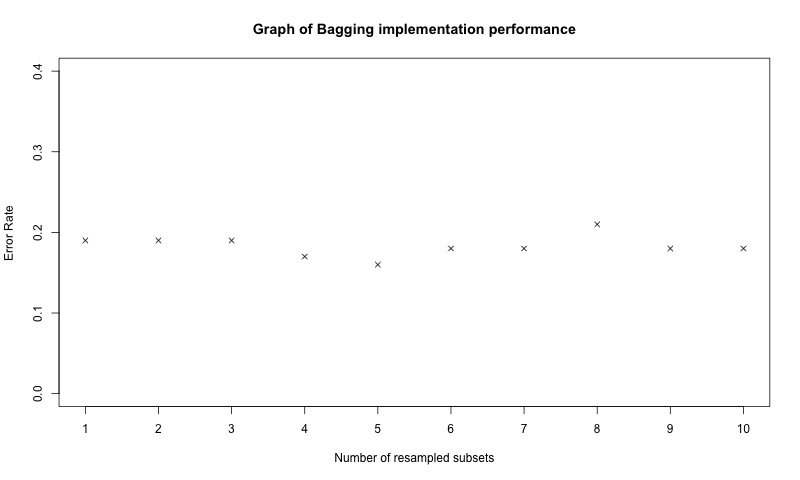 Graph of Bagging implementation performance
0.4
0.3
0.2
0.1
0.0
Error Rate
1 2 3 4 5 6 7 8 9 10
Number of resampled subsets